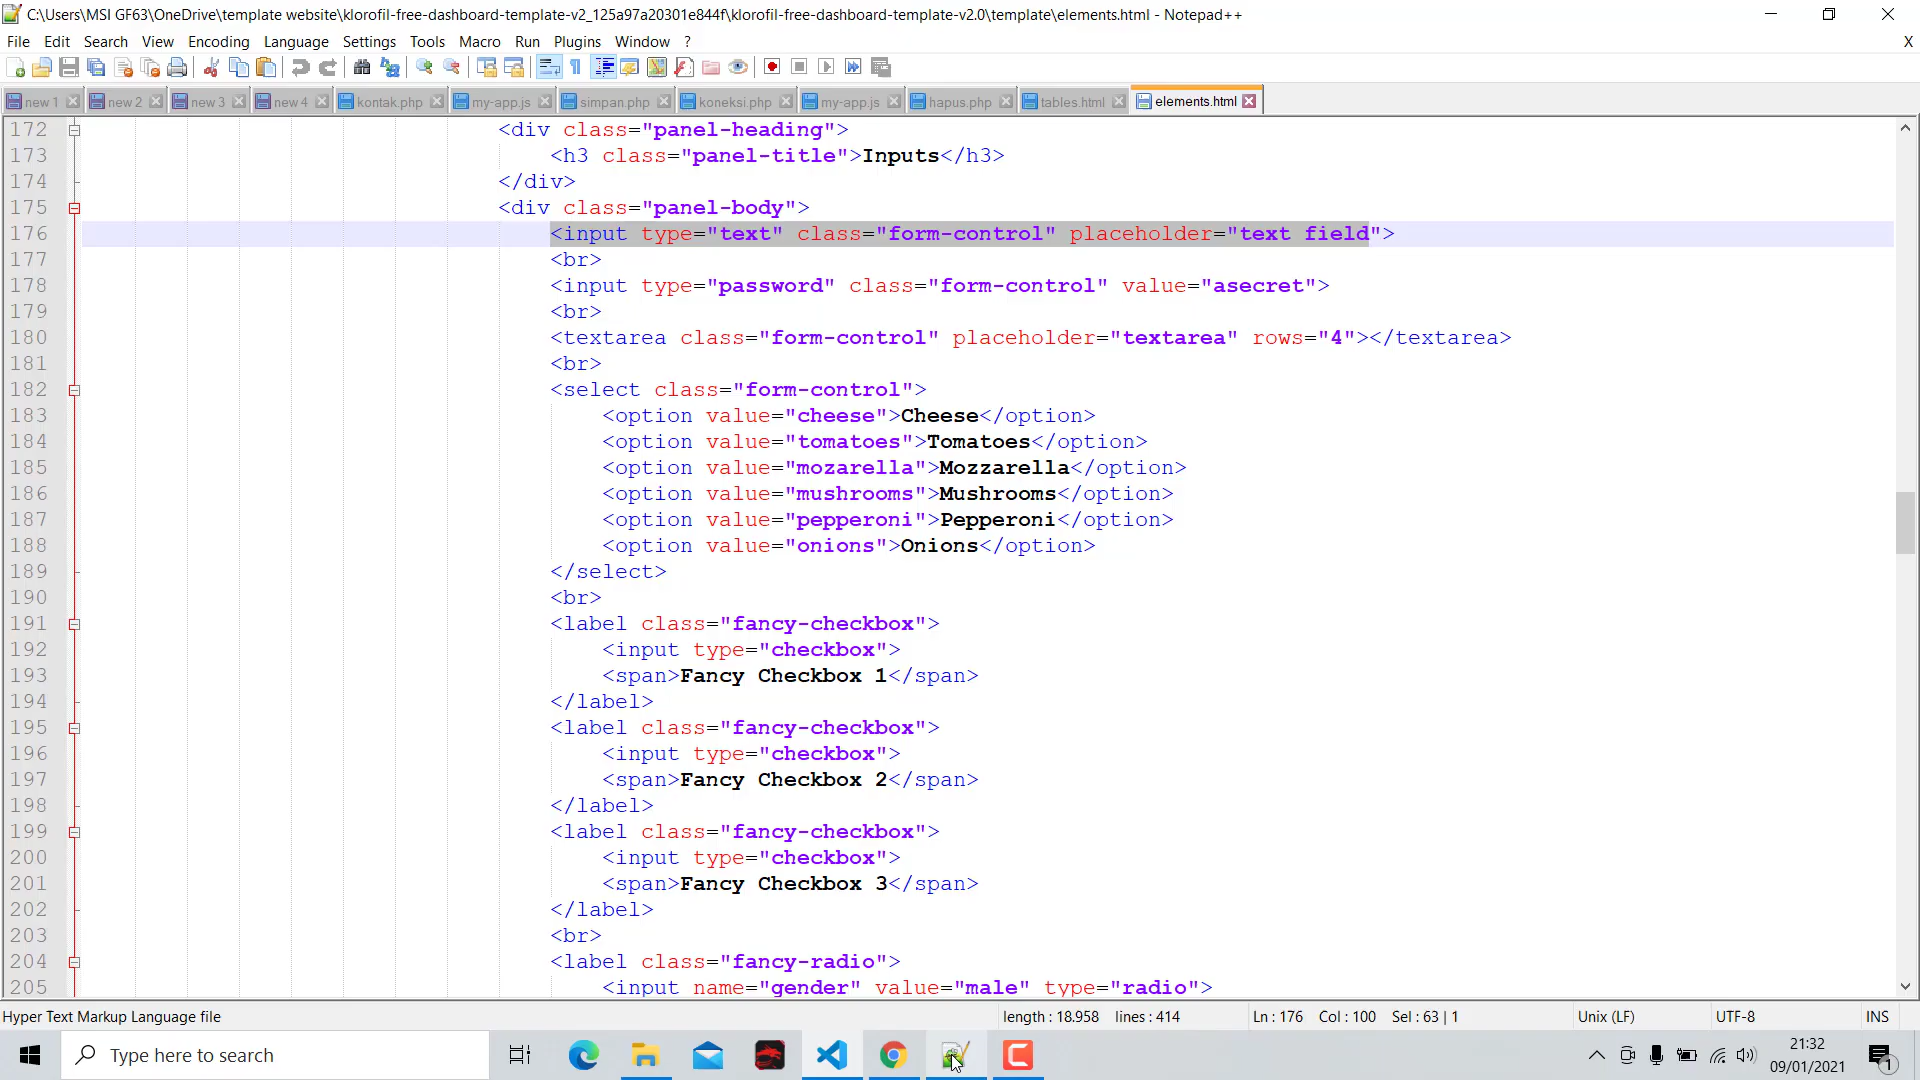 C:\Users\MSI GF63\OneDrive\template website\klorofil-free-dashboard-template-v2_125a97a20301e844f\klorofil-free-dashboard-template-v2.0\template\elements.html - Notepad++
File Edit Search View Encoding Language Settings Tools Macro Run Plugins Window ? X
new 1 new 2 new 3 new 4 kontak.php my-app.js simpan.php koneksi.php my-app.js hapus.php tables.html elements.html
172 <div class="panel-heading">
173 <h3 class="panel-title">Inputs</h3>
174 </div>
175 <div class="panel-body">
176 <input type="text" class="form-control" placeholder="text field">
177 <br>
178 <input type="password" class="form-control" value="asecret">
179 <br>
180 <textarea class="form-control" placeholder="textarea" rows="4"></textarea>
181 <br>
182 <select class="form-control">
183 <option value="cheese">Cheese</option>
184 <option value="tomatoes">Tomatoes</option>
185 <option value="mozarella">Mozzarella</option>
186 <option value="mushrooms">Mushrooms</option>
187 <option value="pepperoni">Pepperoni</option>
188 <option value="onions">Onions</option>
189 </select>
190 <br>
191 <label class="fancy-checkbox">
192 <input type="checkbox">
193 <span>Fancy Checkbox 1</span>
194 </label>
195 <label class="fancy-checkbox">
196 <input type="checkbox">
197 <span>Fancy Checkbox 2</span>
198 </label>
199 <label class="fancy-checkbox">
200 <input type="checkbox">
201 <span>Fancy Checkbox 3</span>
202 </label>
203 <br>
204 <label class="fancy-radio">
205 <input name="gender" value="male" type="radio">
Hyper Text Markup Language file length : 18.958 lines : 414 Ln : 176 Col : 100 Sel : 63 | 1 Unix (LF) UTF-8 INS
Type here to search
21:32
09/01/2021
1